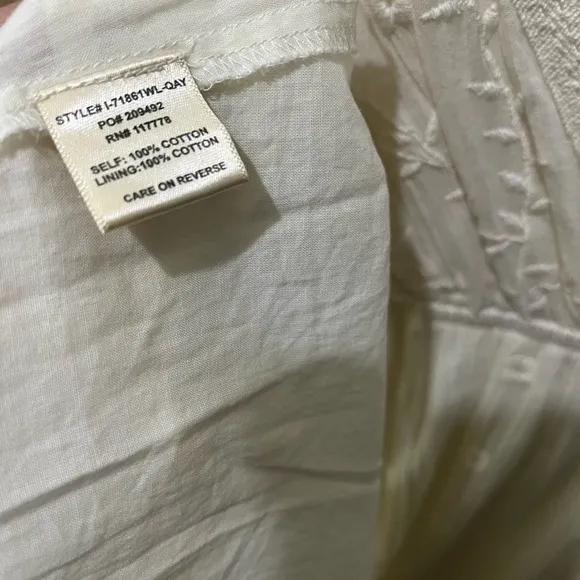 STYLE# I-71861WL-QAY
PO# 209492
RN# 117778
SELF: 100% COTTON
LINING:100% COTTON
CARE ON REVERSE